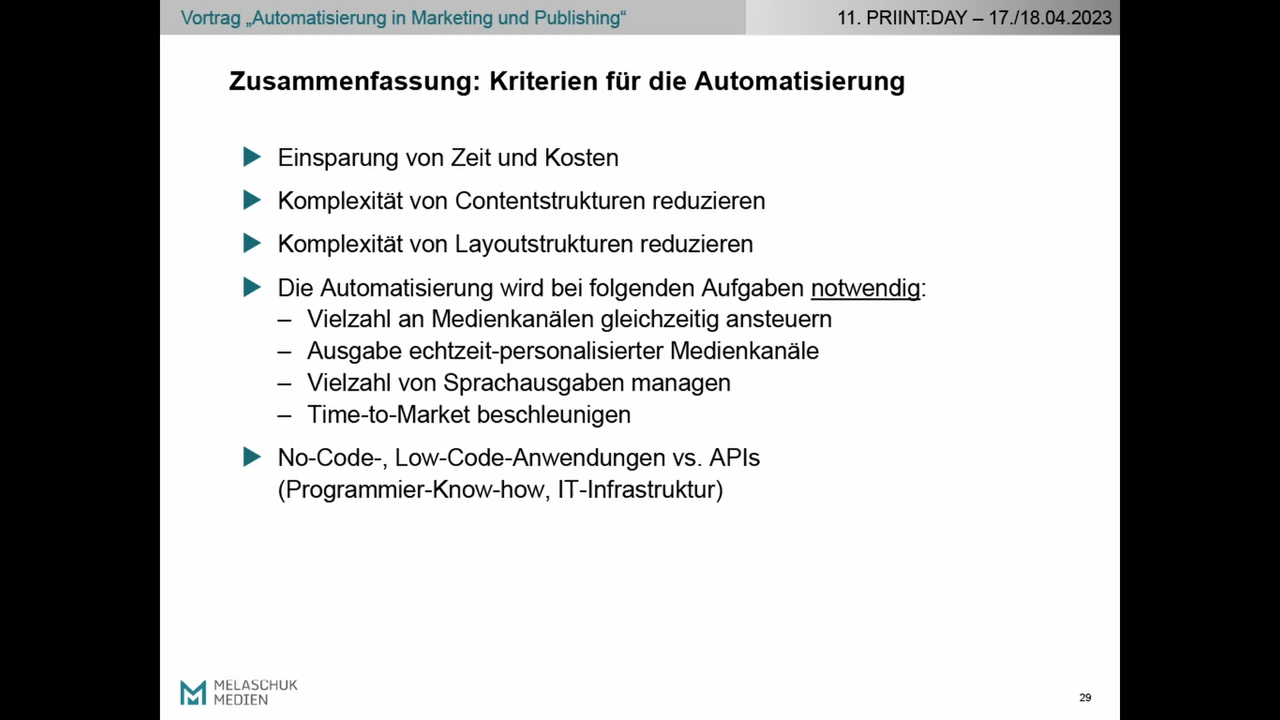 Vortrag „Automatisierung in Marketing und Publishing“
11. PRIINT:DAY – 17./18.04.2023
Zusammenfassung: Kriterien für die Automatisierung
Einsparung von Zeit und Kosten
Komplexität von Contentstrukturen reduzieren
Komplexität von Layoutstrukturen reduzieren
Die Automatisierung wird bei folgenden Aufgaben notwendig:
– Vielzahl an Medienkanälen gleichzeitig ansteuern
– Ausgabe echtzeit-personalisierter Medienkanäle
– Vielzahl von Sprachausgaben managen
– Time-to-Market beschleunigen
No-Code-, Low-Code-Anwendungen vs. APIs
(Programmier-Know-how, IT-Infrastruktur)
MELASCHUK
MEDIEN
29